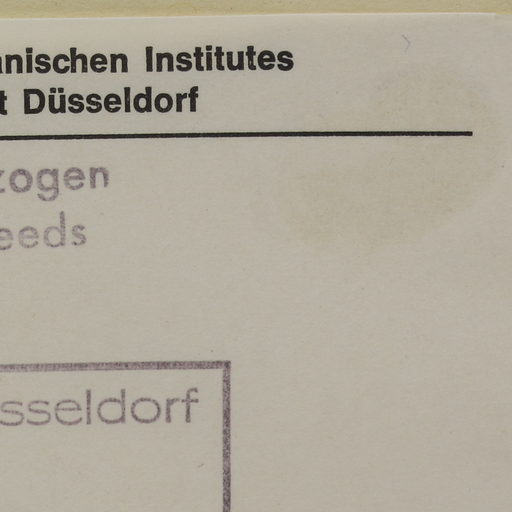 anischen Institutes
t Düsseldorf
zogen
eeds
sseldorf